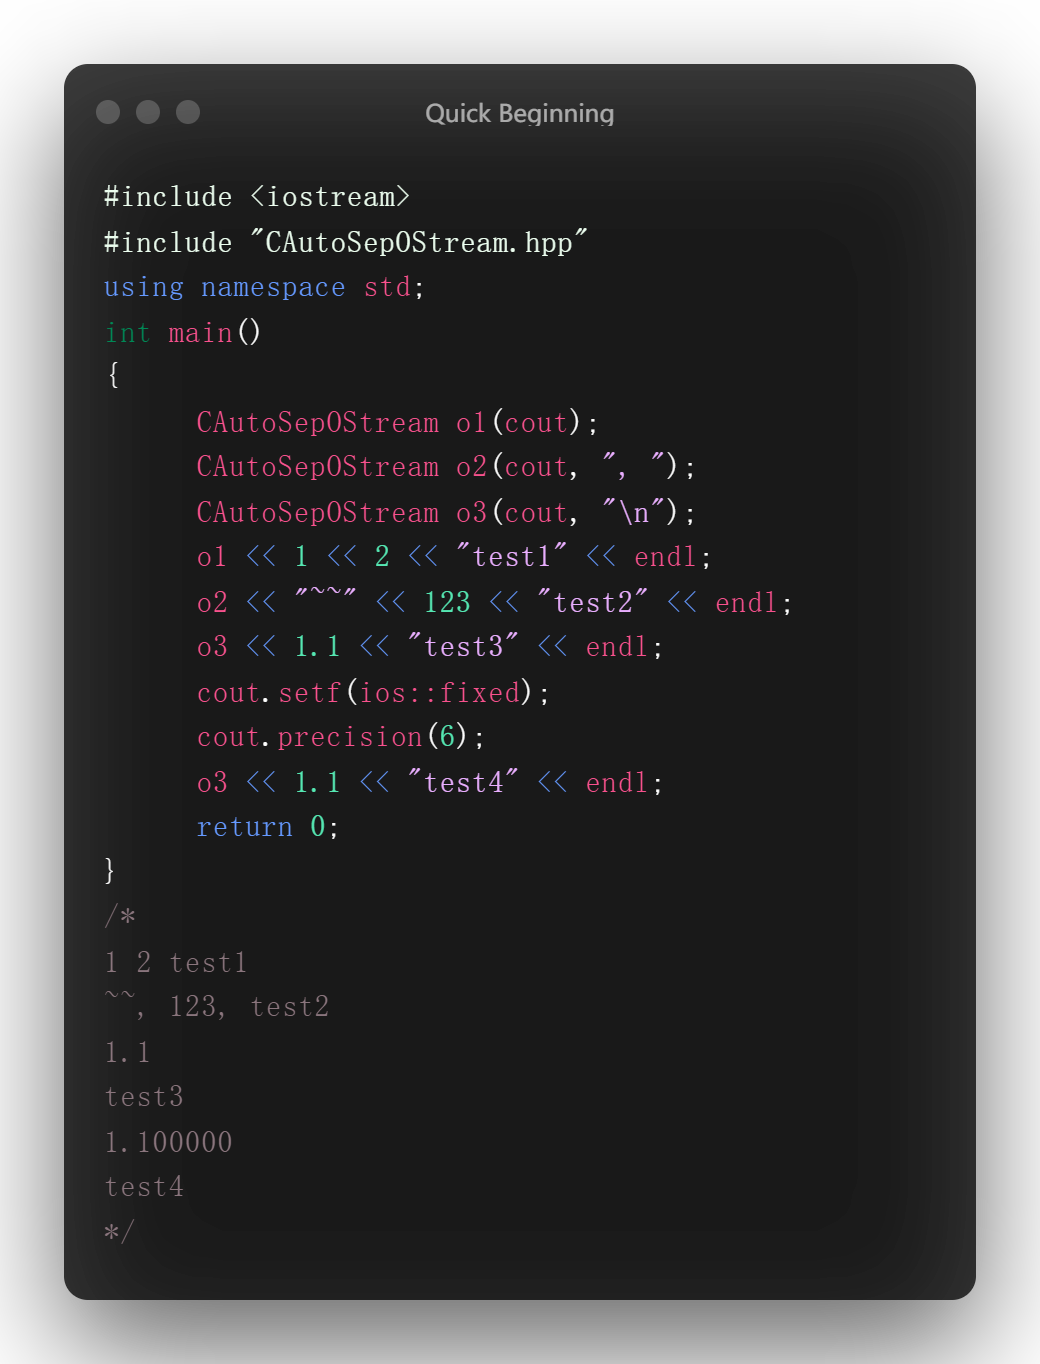 Quick Beginning
#include <iostream>
#include "CAutoSepOStream.hpp"
using namespace std;
int main()
{
CAutoSepOStream o1(cout);
CAutoSepOStream o2(cout, ", ");
CAutoSepOStream o3(cout, "\n");
o1 << 1 << 2 << "test1" << endl;
o2 << "~~" << 123 << "test2" << endl;
o3 << 1.1 << "test3" << endl;
cout.setf(ios::fixed);
cout.precision(6);
o3 << 1.1 << "test4" << endl;
return 0;
}
/*
1 2 test1
~~, 123, test2
1.1
test3
1.100000
test4
*/